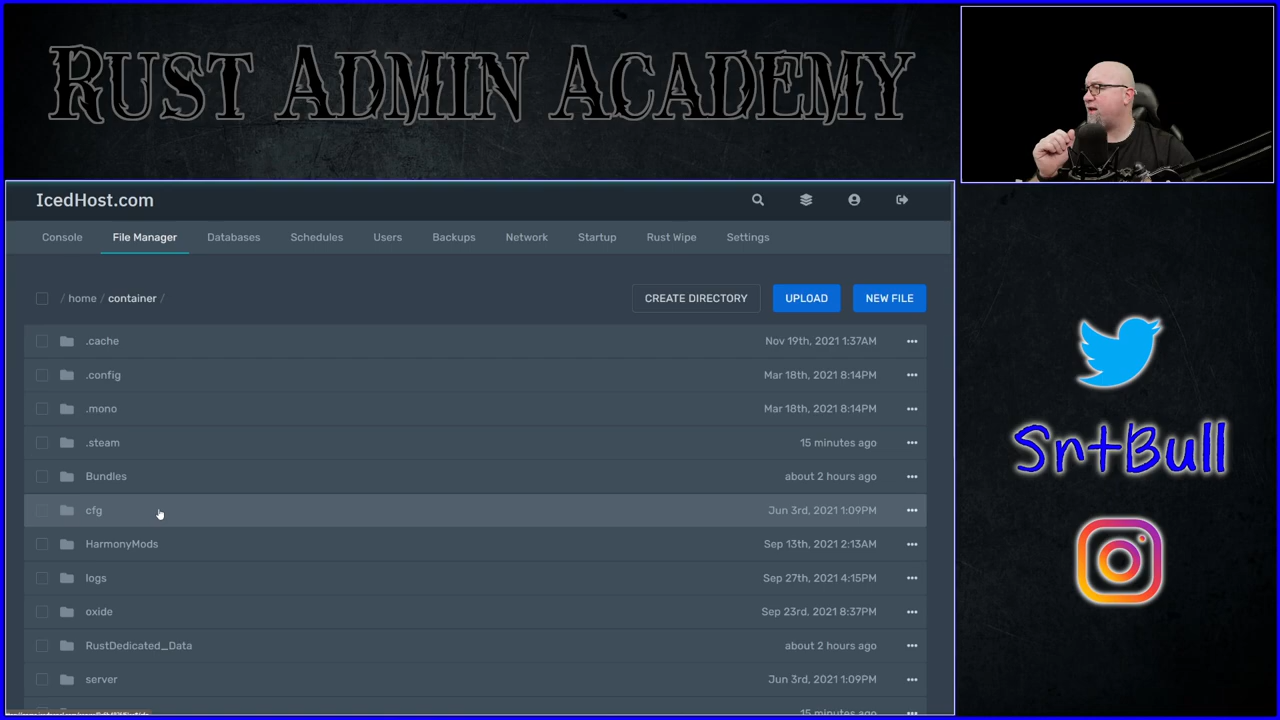 Rust Admin Academy
IcedHost.com
Console File Manager Databases Schedules Users Backups Network Startup Rust Wipe Settings
/ home / container /
CREATE DIRECTORY UPLOAD NEW FILE
.cache Nov 19th, 2021 1:37AM
.config Mar 18th, 2021 8:14PM
.mono Mar 18th, 2021 8:14PM
.steam 15 minutes ago
Bundles about 2 hours ago
cfg Jun 3rd, 2021 1:09PM
HarmonyMods Sep 13th, 2021 2:13AM
logs Sep 27th, 2021 4:15PM
oxide Sep 23rd, 2021 8:37PM
RustDedicated_Data about 2 hours ago
server Jun 3rd, 2021 1:09PM
15 minutes ago
SntBull